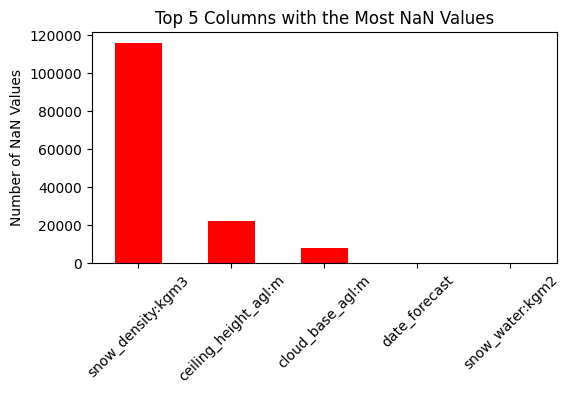 Top 5 Columns with the Most NaN Values
Number of NaN Values
120000
100000
80000
60000
40000
20000
0
snow_density:kgm3
ceiling_height_agl:m
cloud_base_agl:m
date_forecast
snow_water:kgm2